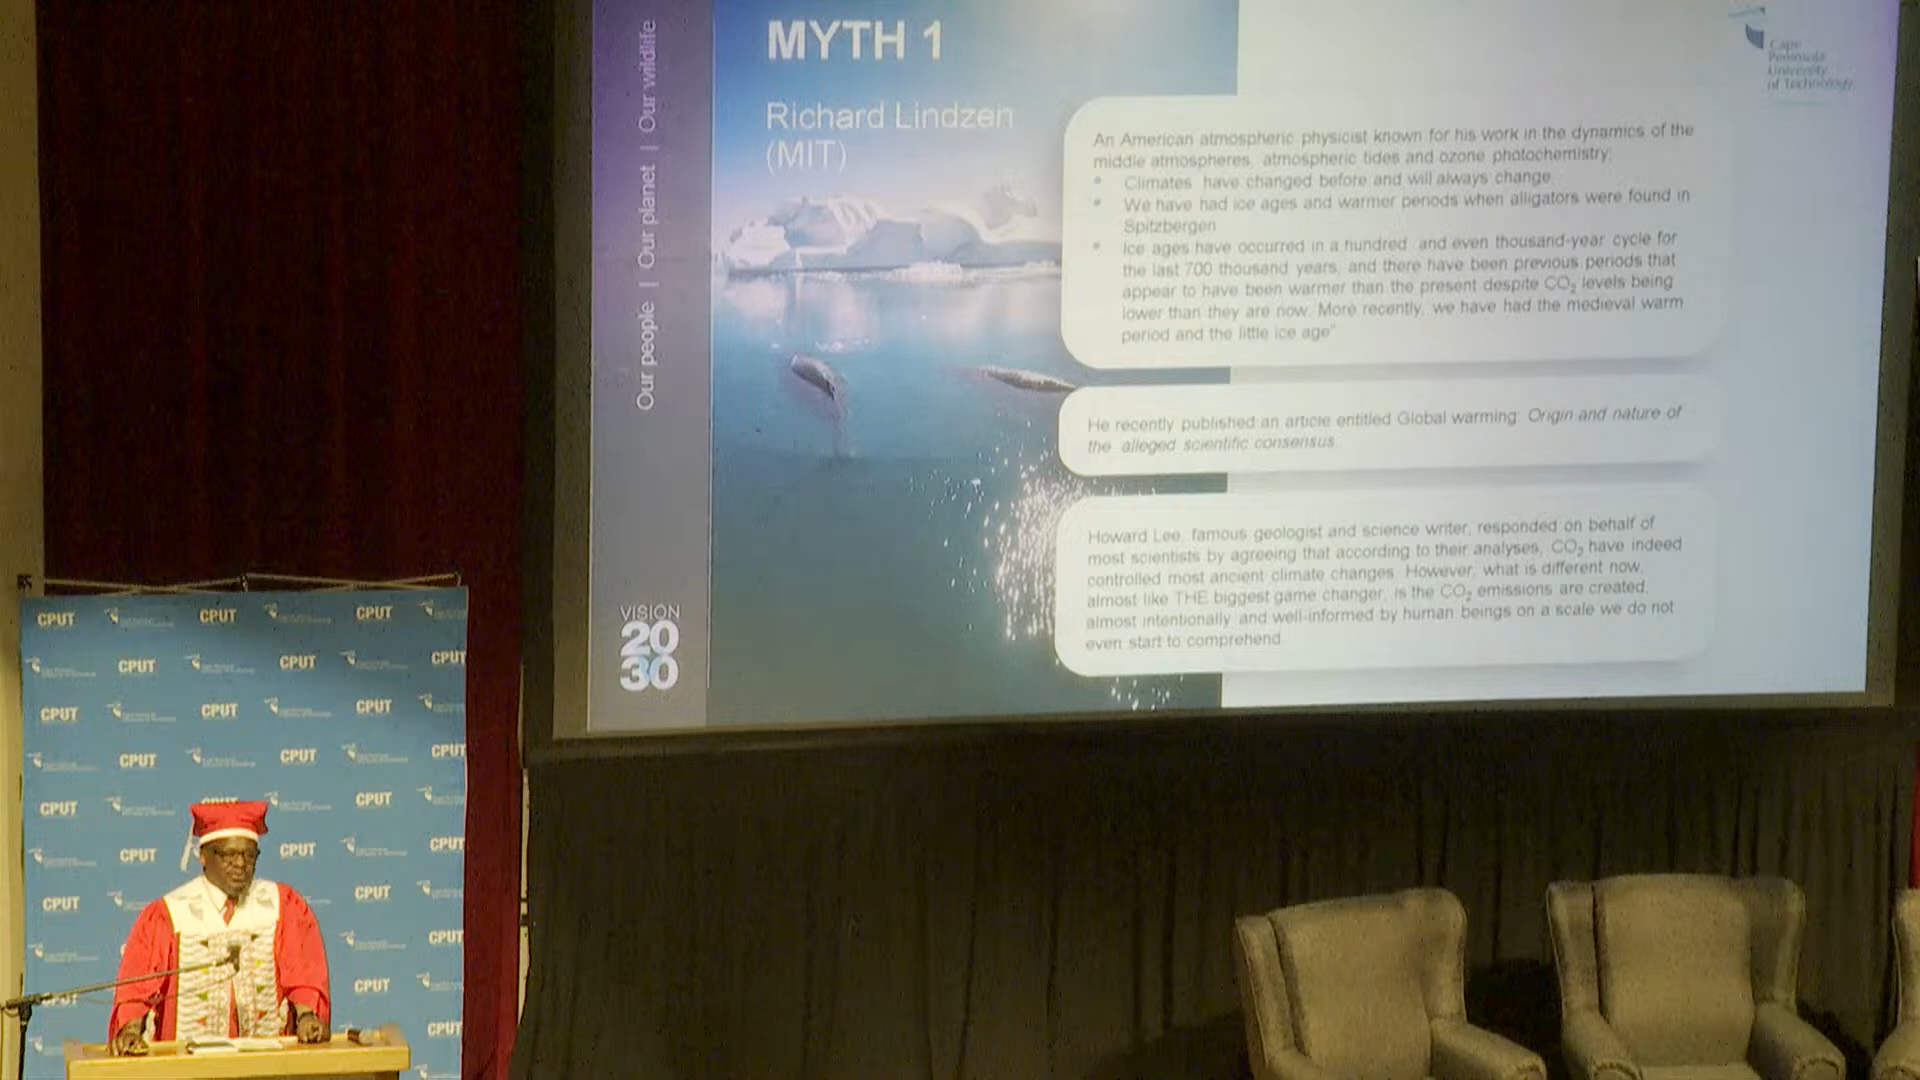 MYTH 1
Richard Lindzen
(MIT)
Our people | Our planet | Our wildlife
VISION
20
30
Cape
Peninsula
University
of Technology
An American atmospheric physicist known for his work in the dynamics of the
middle atmospheres, atmospheric tides and ozone photochemistry:
• Climates have changed before and will always change
• We have had ice ages and warmer periods when alligators were found in
Spitzbergen
• Ice ages have occurred in a hundred and even thousand-year cycle for
the last 700 thousand years, and there have been previous periods that
appear to have been warmer than the present despite CO₂ levels being
lower than they are now. More recently, we have had the medieval warm
period and the little ice age"
He recently published an article entitled Global warming: Origin and nature of
the alleged scientific consensus.
Howard Lee, famous geologist and science writer, responded on behalf of
most scientists by agreeing that according to their analyses, CO₂ have indeed
controlled most ancient climate changes. However, what is different now,
almost like THE biggest game changer, is the CO₂ emissions are created,
almost intentionally, and well-informed by human beings on a scale we do not
even start to comprehend.
CPUT CPUT CPUT
CPUT CPUT CPUT
CPUT CPUT CPUT
CPUT CPUT CPUT
CPUT CPUT CPUT
CPUT CPUT CPUT
CPUT CPUT
CPUT
CPUT
CPUT